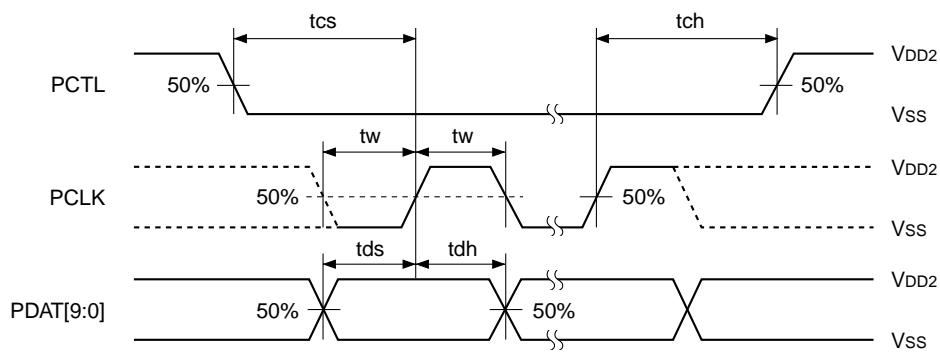 tcs
tch
PCTL
50%
50%
VDD2
VSS
tw
tw
PCLK
50%
50%
VDD2
VSS
tds
tdh
PDAT[9:0]
50%
50%
VDD2
VSS